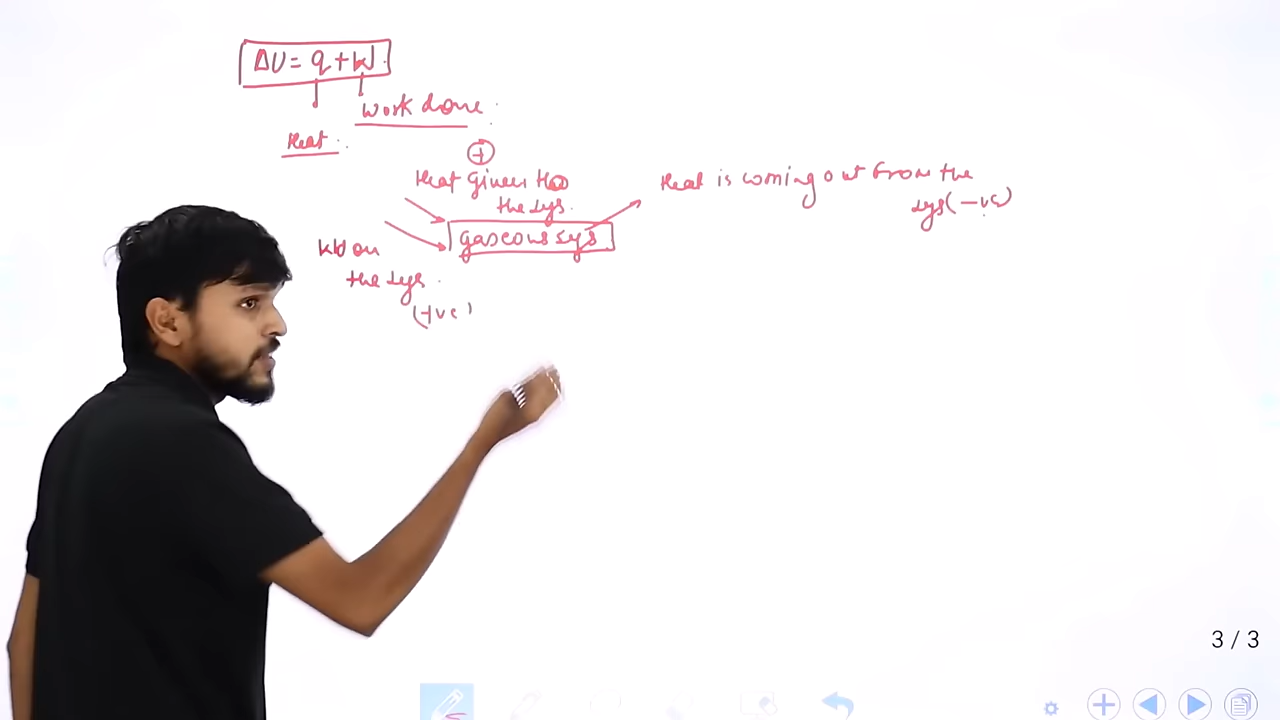 ΔU = q + W
work done
Heat
+
Heat given to
the sys.
Heat is coming out from the
sys (-ve)
gaseous sys
Wd on
the sys.
(+ve)
3 / 3